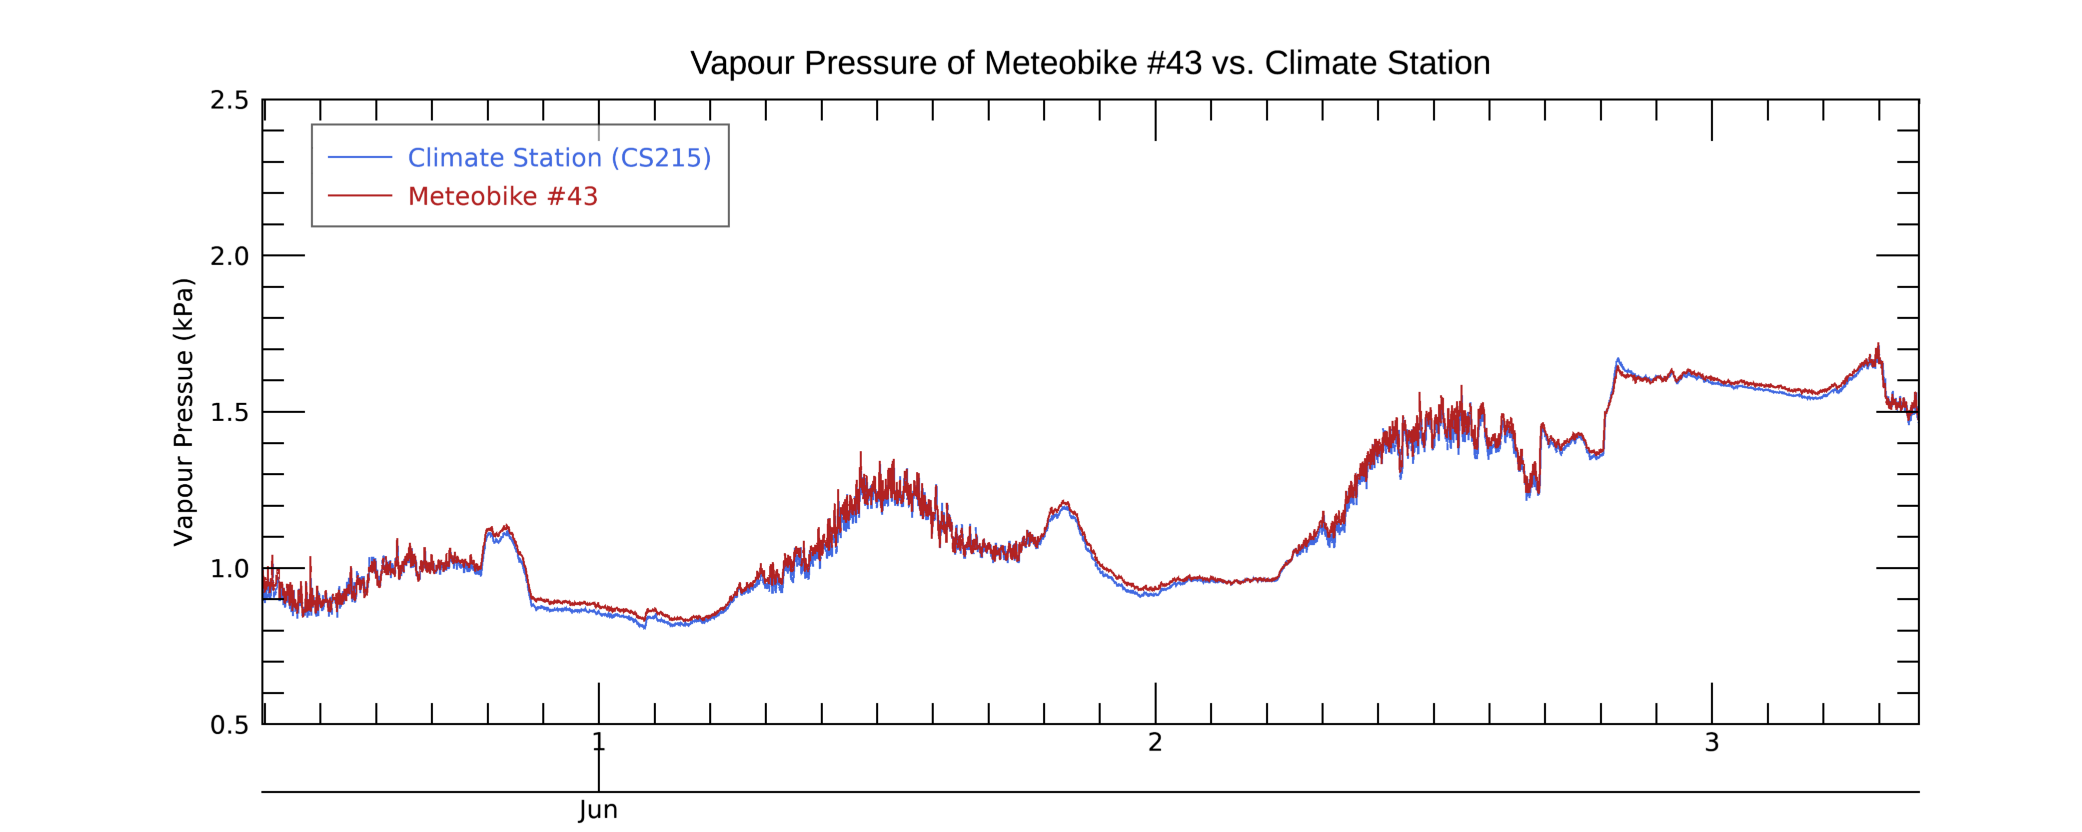 Vapour Pressure of Meteobike #43 vs. Climate Station
2.5
Climate Station (CS215)
Meteobike #43
2.0
Vapour Pressue (kPa)
1.5
1.0
0.5
1 2 3
Jun